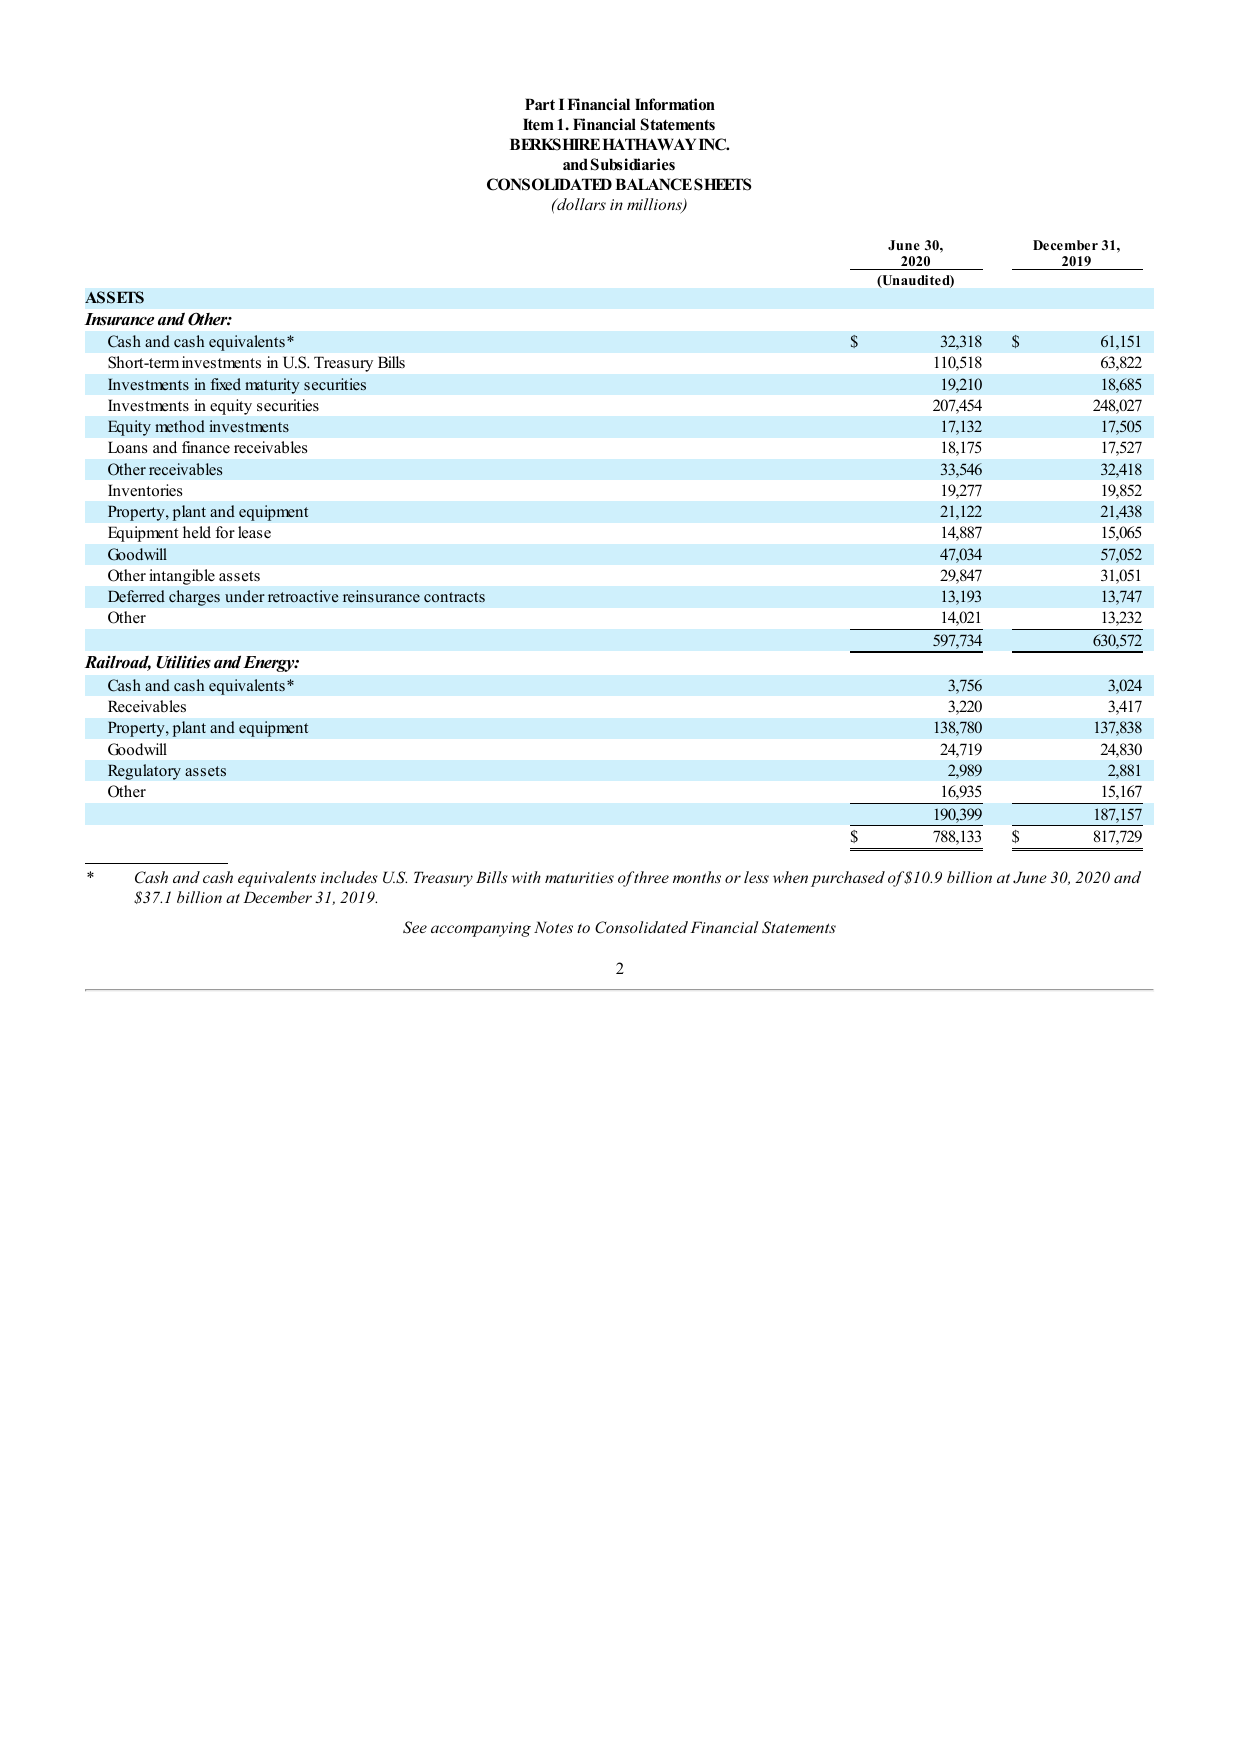 Part I Financial Information
Item 1. Financial Statements
BERKSHIRE HATHAWAY INC.
and Subsidiaries
CONSOLIDATED BALANCE SHEETS
(dollars in millions)
June 30, December 31,
2020 2019
(Unaudited)
ASSETS
Insurance and Other:
Cash and cash equivalents* $ 32,318 $ 61,151
Short-term investments in U.S. Treasury Bills 110,518 63,822
Investments in fixed maturity securities 19,210 18,685
Investments in equity securities 207,454 248,027
Equity method investments 17,132 17,505
Loans and finance receivables 18,175 17,527
Other receivables 33,546 32,418
Inventories 19,277 19,852
Property, plant and equipment 21,122 21,438
Equipment held for lease 14,887 15,065
Goodwill 47,034 57,052
Other intangible assets 29,847 31,051
Deferred charges under retroactive reinsurance contracts 13,193 13,747
Other 14,021 13,232
597,734 630,572
Railroad, Utilities and Energy:
Cash and cash equivalents* 3,756 3,024
Receivables 3,220 3,417
Property, plant and equipment 138,780 137,838
Goodwill 24,719 24,830
Regulatory assets 2,989 2,881
Other 16,935 15,167
190,399 187,157
$ 788,133 $ 817,729
* Cash and cash equivalents includes U.S. Treasury Bills with maturities of three months or less when purchased of $10.9 billion at June 30, 2020 and
$37.1 billion at December 31, 2019.
See accompanying Notes to Consolidated Financial Statements
2